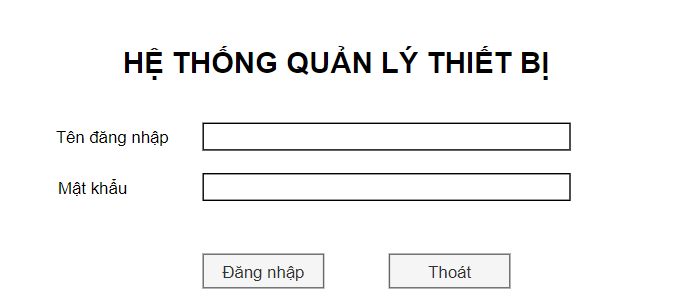 HỆ THỐNG QUẢN LÝ THIẾT BỊ
Tên đăng nhập
Mật khẩu
Đăng nhập Thoát